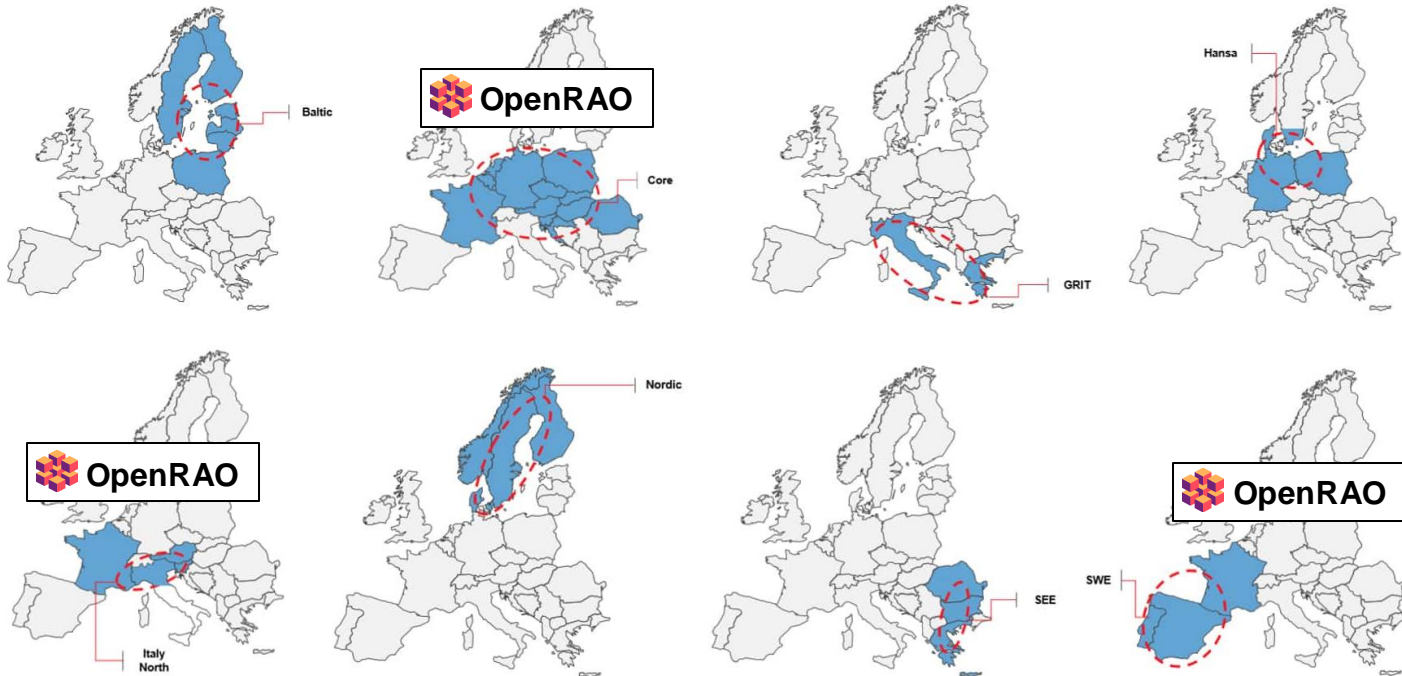 Baltic
OpenRAO
Core
GRIT
Hansa
OpenRAO
Italy
North
Nordic
SEE
OpenRAO
SWE